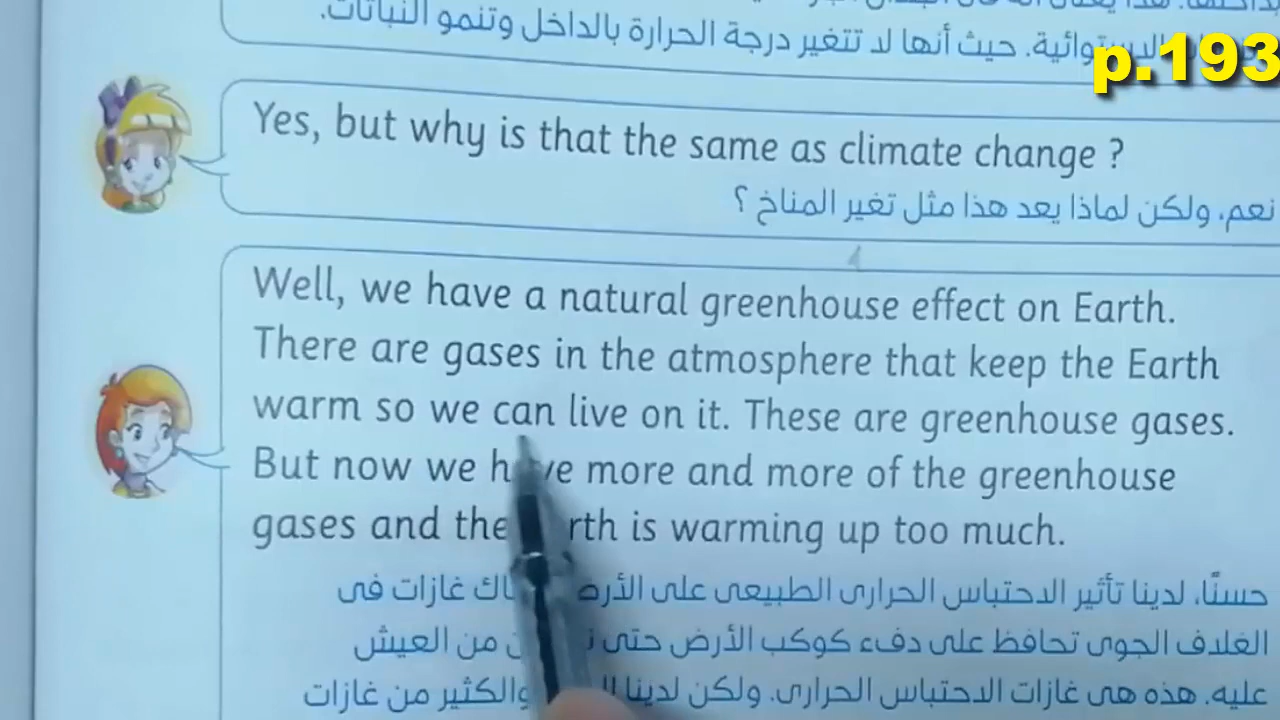 الاستوائية. حيث أنها لا تتغير درجة الحرارة بالداخل وتنمو النباتات.
p.193
Yes, but why is that the same as climate change ?
نعم، ولكن لماذا يعد هذا مثل تغير المناخ ؟
Well, we have a natural greenhouse effect on Earth.
There are gases in the atmosphere that keep the Earth
warm so we can live on it. These are greenhouse gases.
But now we have more and more of the greenhouse
gases and the Earth is warming up too much.
حسنًا، لدينا تأثير الاحتباس الحرارى الطبيعى على الأرض غازات فى
الغلاف الجوى تحافظ على دفء كوكب الأرض حتى من العيش
عليه. هذه هى غازات الاحتباس الحرارى. ولكن لدينا والكثير من غازات